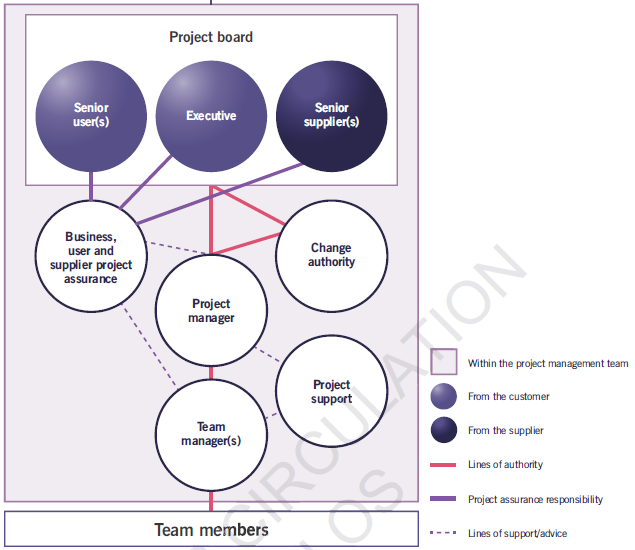 Project board
Senior
user(s)
Executive
Senior
supplier(s)
Business,
user and
supplier project
assurance
Change
authority
Project
manager
Project
support
Team
manager(s)
Team members
Within the project management team
From the customer
From the supplier
Lines of authority
Project assurance responsibility
Lines of support/advice
CIRCULATION